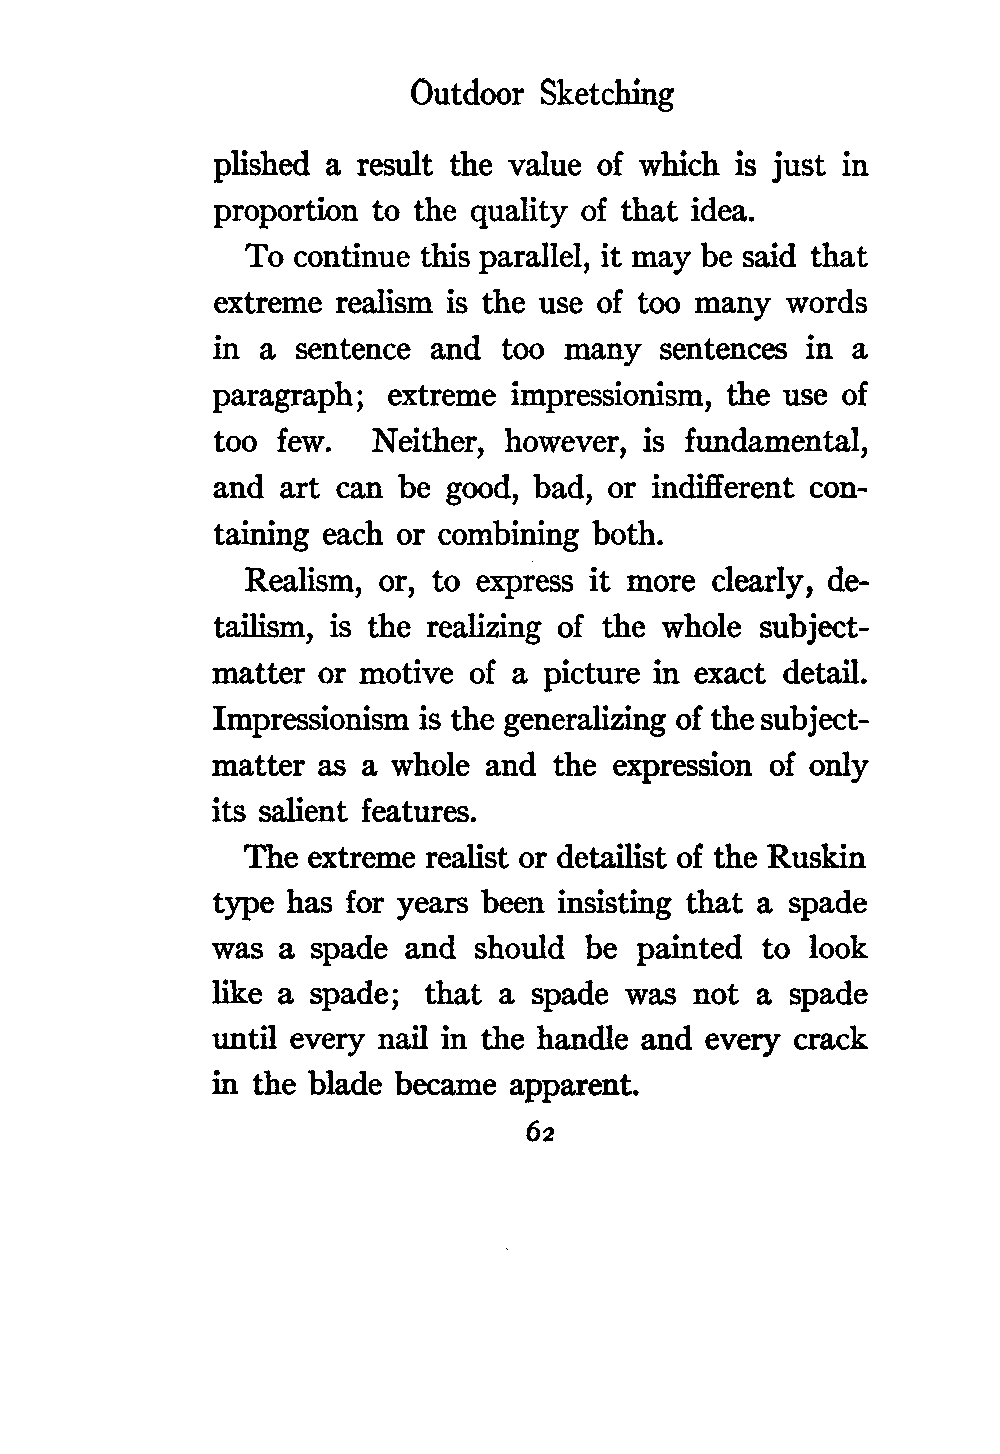 Outdoor Sketching
plished a result the value of which is just in
proportion to the quality of that idea.
To continue this parallel, it may be said that
extreme realism is the use of too many words
in a sentence and too many sentences in a
paragraph; extreme impressionism, the use of
too few. Neither, however, is fundamental,
and art can be good, bad, or indifferent con-
taining each or combining both.
Realism, or, to express it more clearly, de-
tailism, is the realizing of the whole subject-
matter or motive of a picture in exact detail.
Impressionism is the generalizing of the subject-
matter as a whole and the expression of only
its salient features.
The extreme realist or detailist of the Ruskin
type has for years been insisting that a spade
was a spade and should be painted to look
like a spade; that a spade was not a spade
until every nail in the handle and every crack
in the blade became apparent.
62